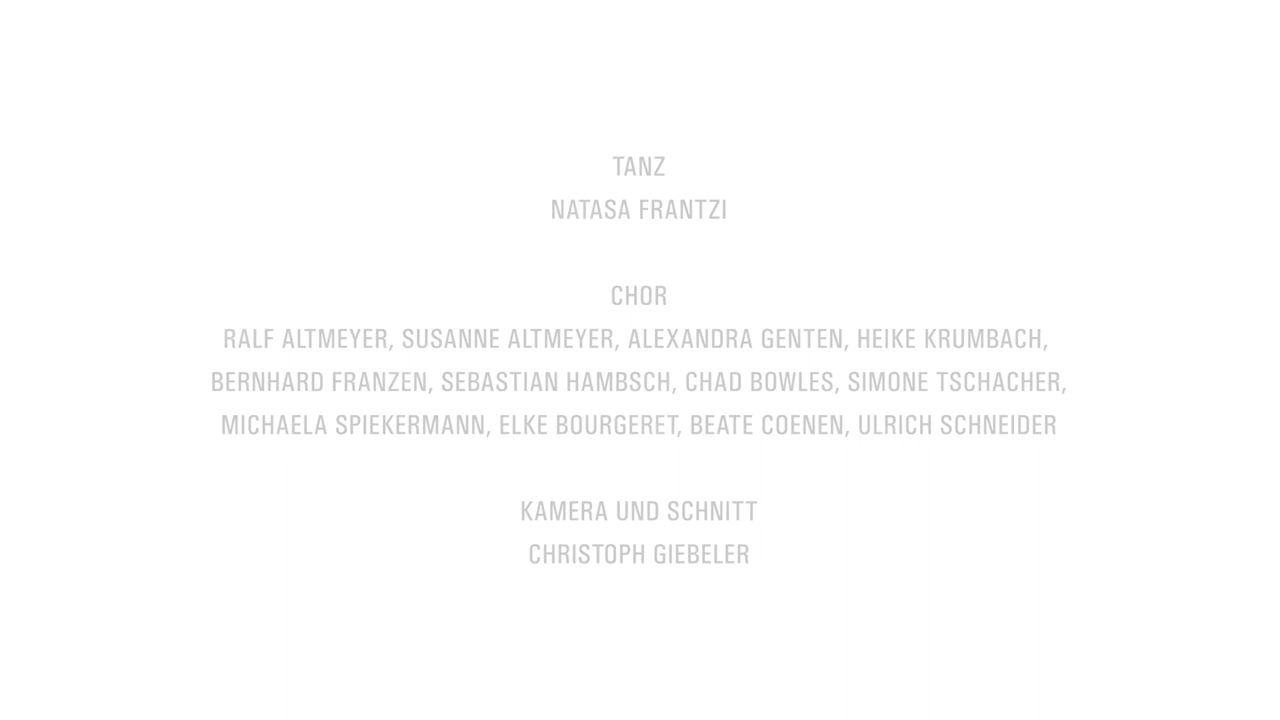 TANZ
NATASA FRANTZI
CHOR
RALF ALTMEYER, SUSANNE ALTMEYER, ALEXANDRA GENTEN, HEIKE KRUMBACH,
BERNHARD FRANZEN, SEBASTIAN HAMBSCH, CHAD BOWLES, SIMONE TSCHACHER,
MICHAELA SPIEKERMANN, ELKE BOURGERET, BEATE COENEN, ULRICH SCHNEIDER
KAMERA UND SCHNITT
CHRISTOPH GIEBELER